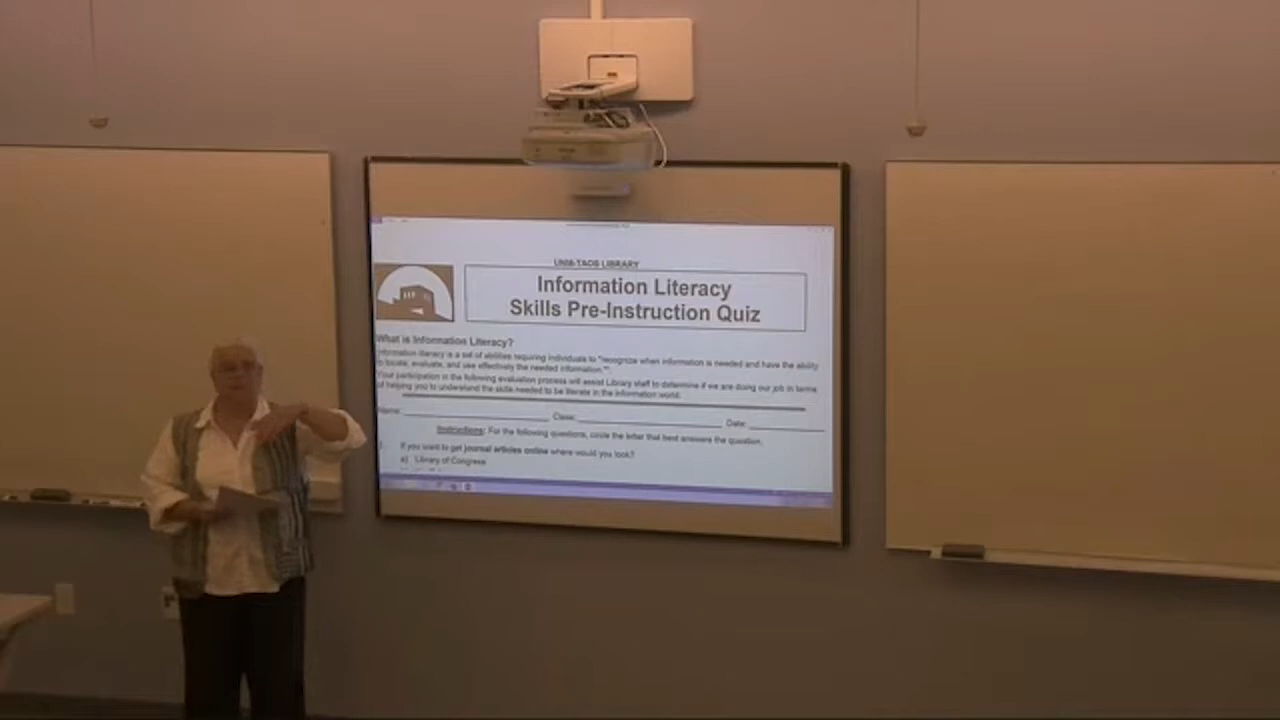 UNM-TAOS LIBRARY
Information Literacy
Skills Pre-Instruction Quiz
What is Information Literacy?
Information literacy is a set of abilities requiring individuals to "recognize when information is needed and have the ability
to locate, evaluate, and use effectively the needed information."
Your participation in the following evaluation process will assist Library staff to determine if we are doing our job in terms
of helping you to understand the skills needed to be literate in the information world.
Name: Class: Date:
Instructions: For the following questions, circle the letter that best answers the question.
If you want to get journal articles online where would you look?
a) Library of Congress